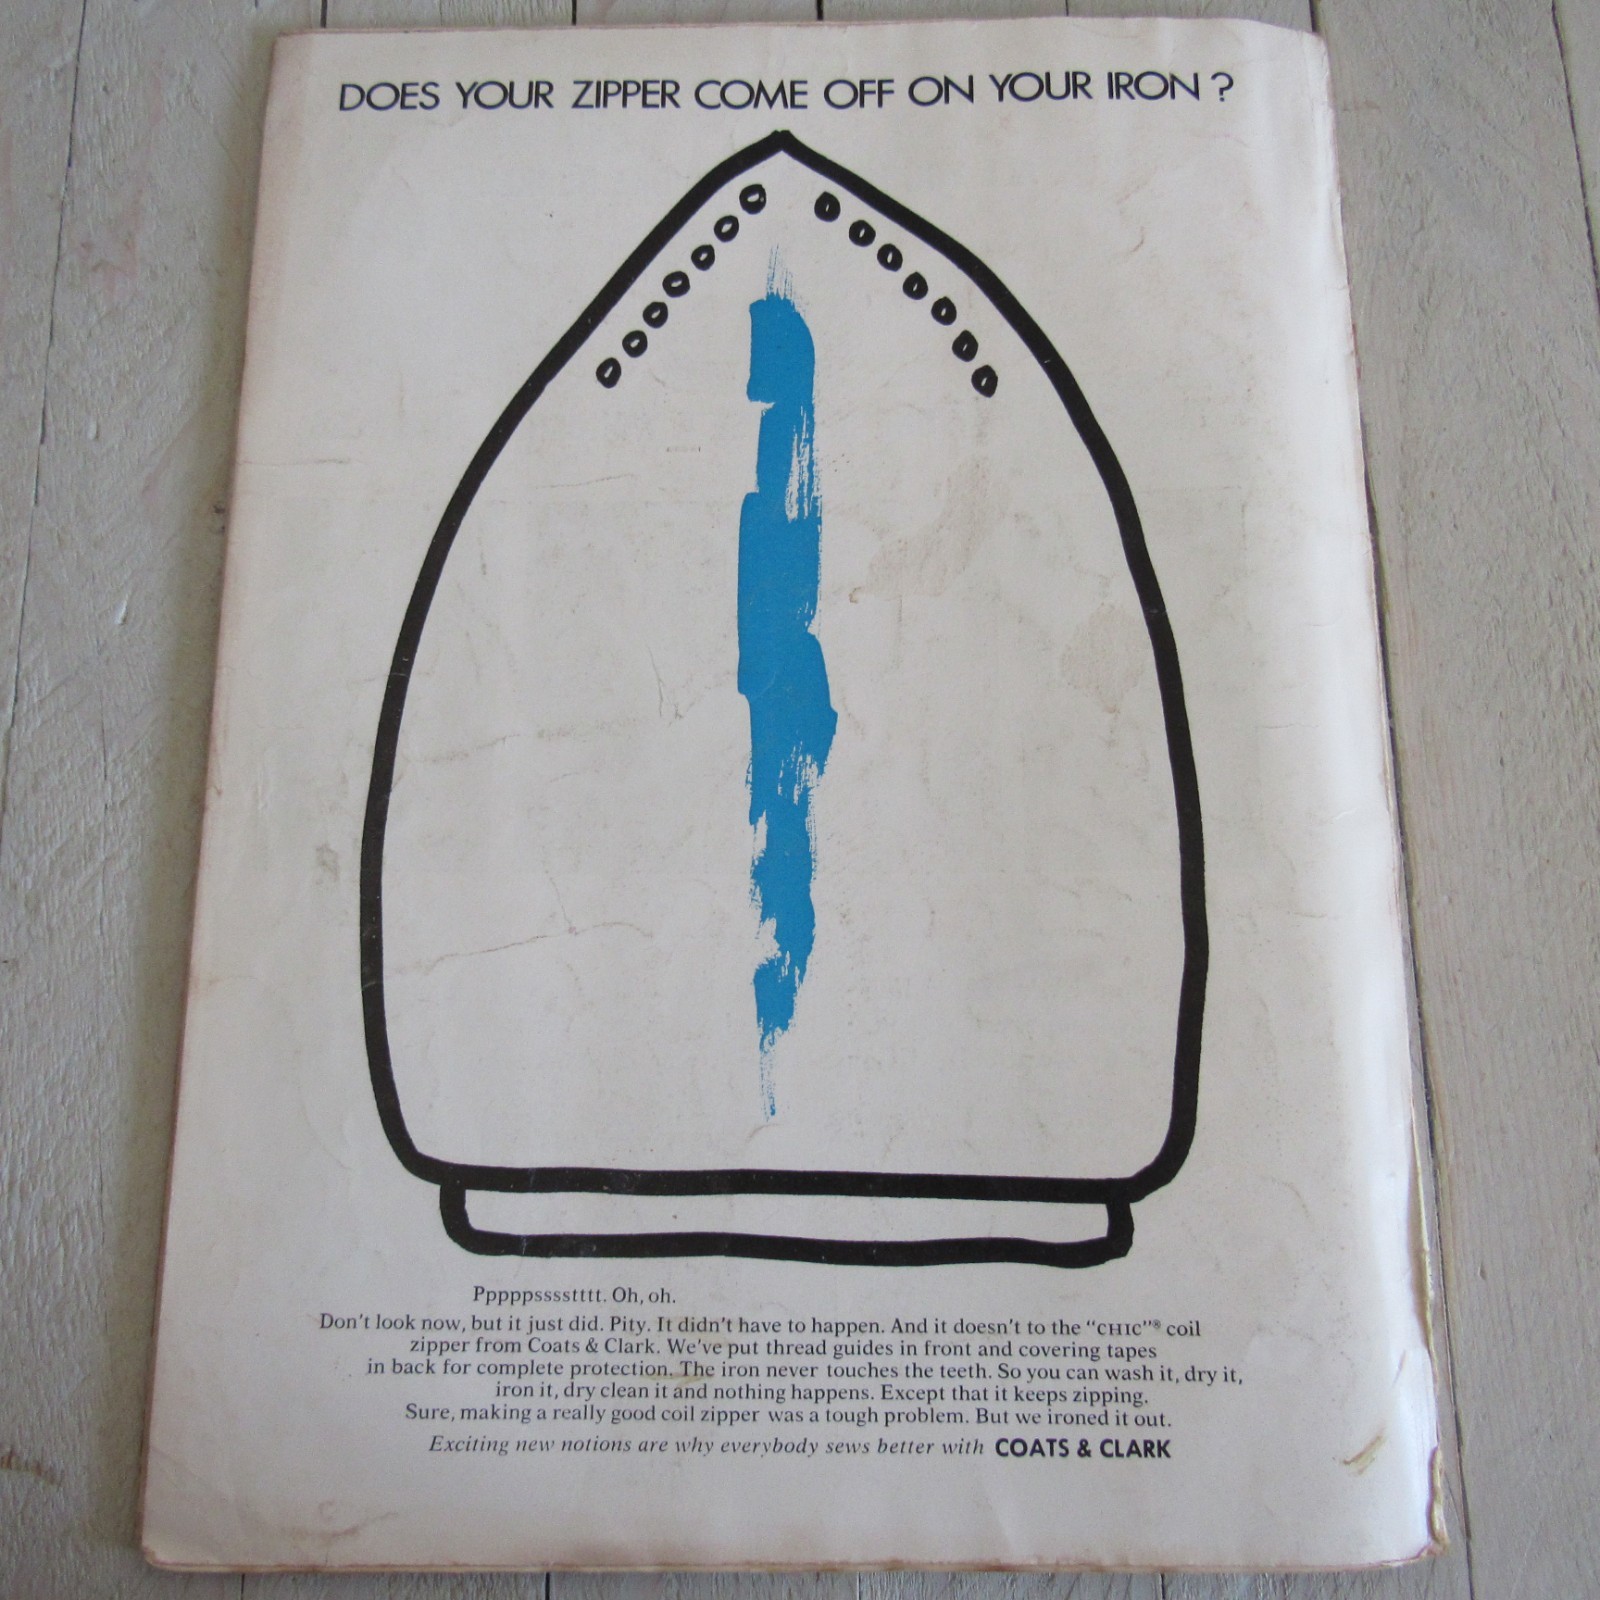 DOES YOUR ZIPPER COME OFF ON YOUR IRON?
Pppppsssstttt. Oh, oh.
Don't look now, but it just did. Pity. It didn't have to happen. And it doesn't to the "CHIC"® coil
zipper from Coats & Clark. We've put thread guides in front and covering tapes
in back for complete protection. The iron never touches the teeth. So you can wash it, dry it,
iron it, dry clean it and nothing happens. Except that it keeps zipping.
Sure, making a really good coil zipper was a tough problem. But we ironed it out.
Exciting new notions are why everybody sews better with COATS & CLARK